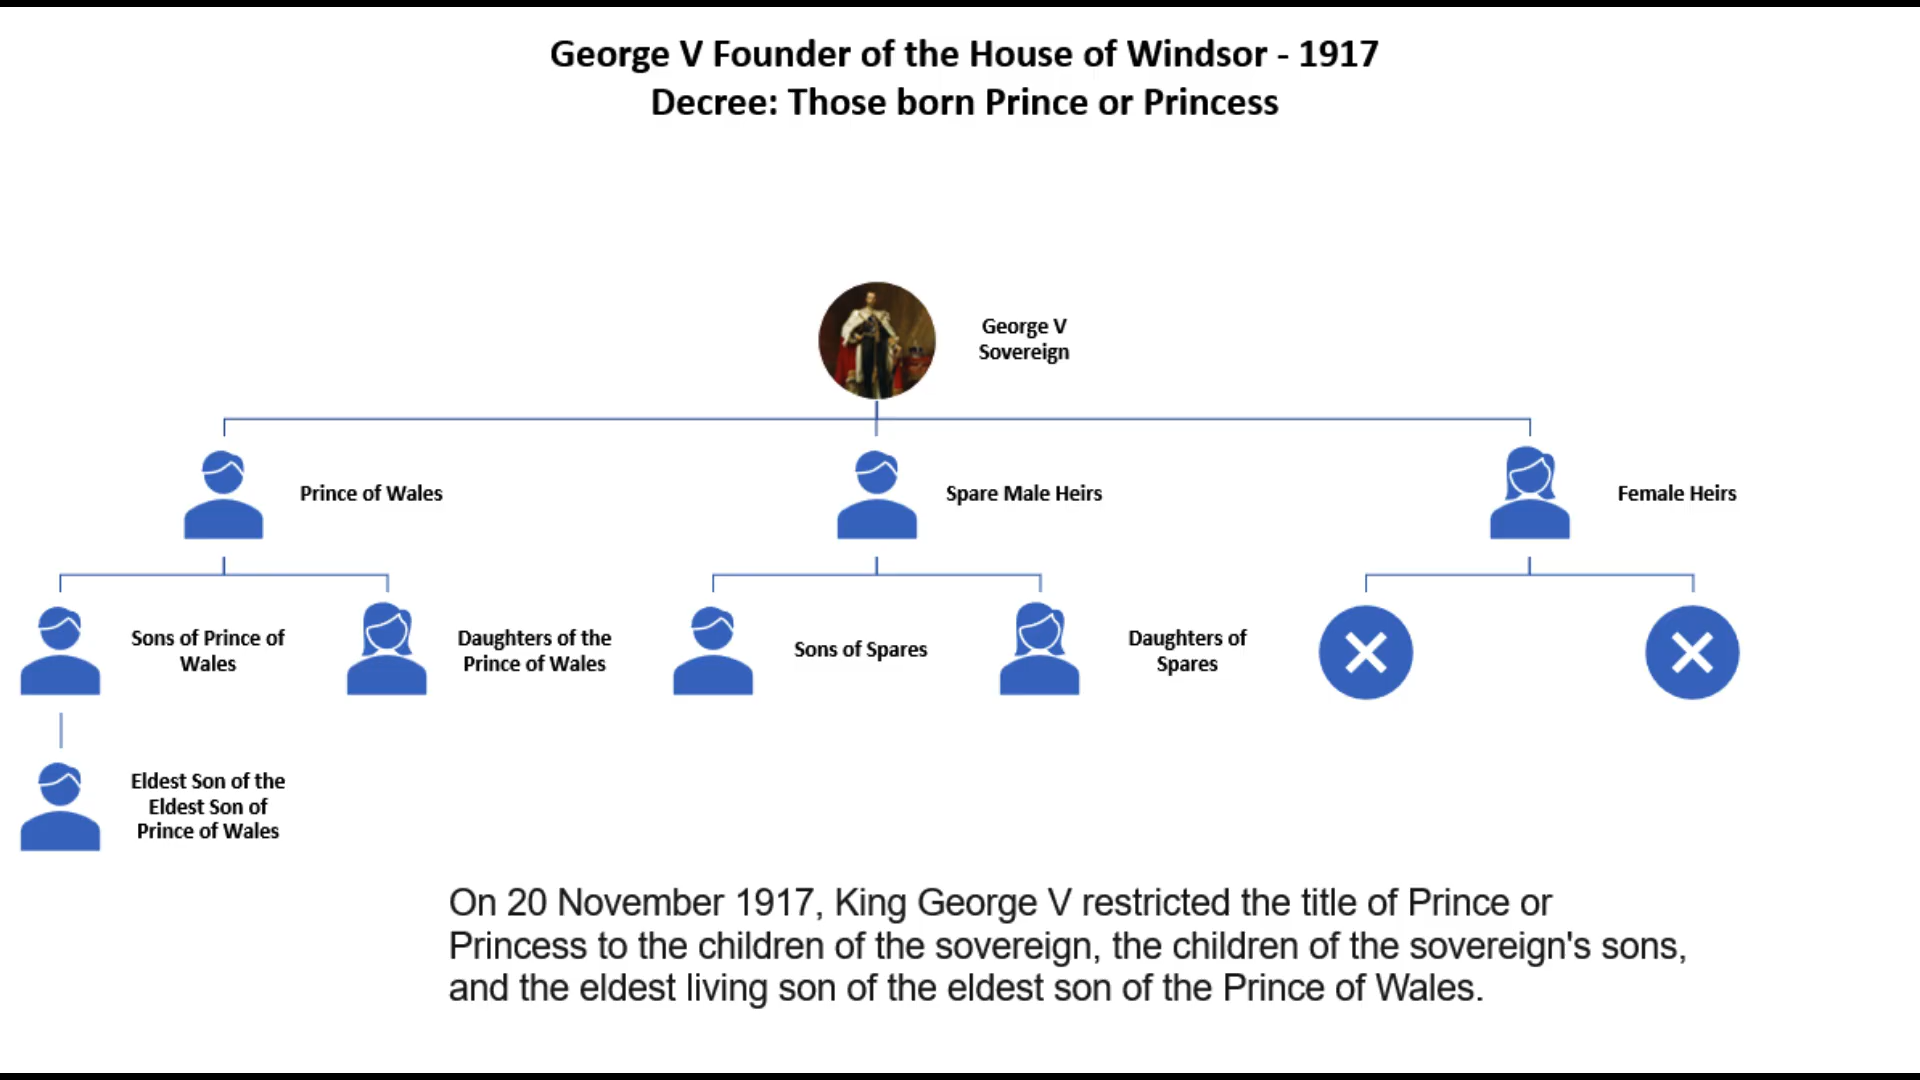 George V Founder of the House of Windsor - 1917
Decree: Those born Prince or Princess
George V
Sovereign
Prince of Wales
Spare Male Heirs
Female Heirs
Sons of Prince of
Wales
Daughters of the
Prince of Wales
Sons of Spares
Daughters of
Spares
Eldest Son of the
Eldest Son of
Prince of Wales
On 20 November 1917, King George V restricted the title of Prince or
Princess to the children of the sovereign, the children of the sovereign's sons,
and the eldest living son of the eldest son of the Prince of Wales.